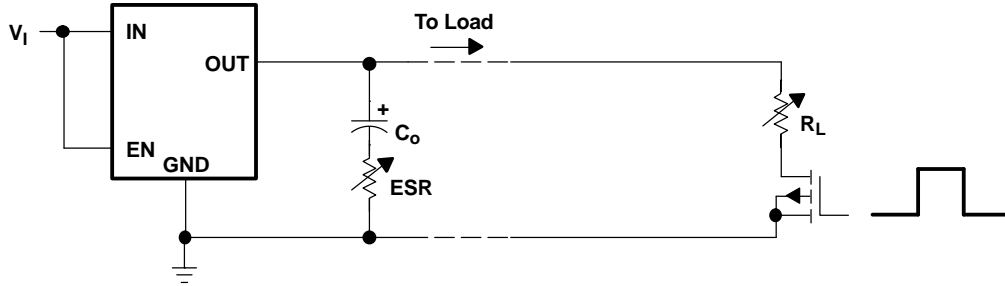 To Load
V_I
IN
OUT
+
C_o
R_L
EN
GND
ESR